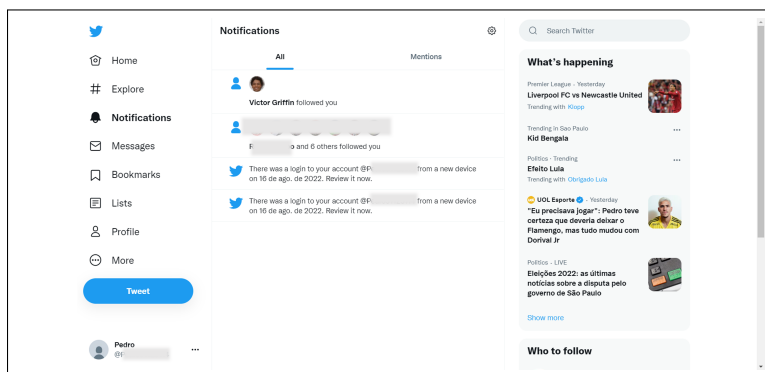 Home
Explore
Notifications
Messages
Bookmarks
Lists
Profile
More
Tweet
Pedro
Notifications
All
Mentions
Victor Griffin followed you
and 6 others followed you
There was a login to your account @P from a new device
on 16 de ago. de 2022. Review it now.
There was a login to your account @P from a new device
on 16 de ago. de 2022. Review it now.
Search Twitter
What's happening
Premier League · Yesterday
Liverpool FC vs Newcastle United
Trending with Klopp
Trending in Sao Paulo
Kid Bengala
Politics · Trending
Efeito Lula
Trending with Obrigado Lula
UOL Esporte · Yesterday
"Eu precisava jogar": Pedro teve
certeza que deveria deixar o
Flamengo, mas tudo mudou com
Dorival Jr
Politics · LIVE
Eleições 2022: as últimas
notícias sobre a disputa pelo
governo de São Paulo
Show more
Who to follow